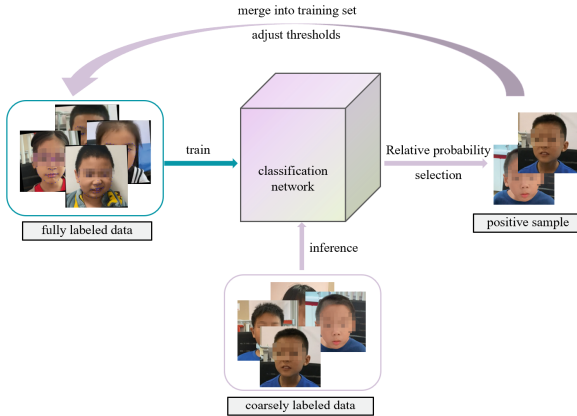 merge into training set
adjust thresholds
train
classification
network
Relative probability
selection
fully labeled data
positive sample
inference
coarsely labeled data